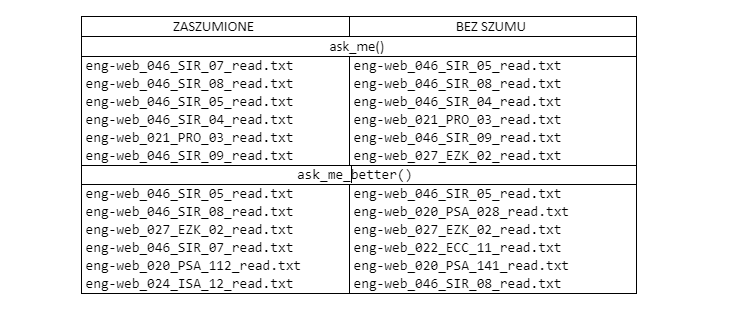 ZASZUMIONE BEZ SZUMU
ask_me()
eng-web_046_SIR_07_read.txt eng-web_046_SIR_05_read.txt
eng-web_046_SIR_08_read.txt eng-web_046_SIR_08_read.txt
eng-web_046_SIR_05_read.txt eng-web_046_SIR_04_read.txt
eng-web_046_SIR_04_read.txt eng-web_021_PRO_03_read.txt
eng-web_021_PRO_03_read.txt eng-web_046_SIR_09_read.txt
eng-web_046_SIR_09_read.txt eng-web_027_EZK_02_read.txt
ask_me_better()
eng-web_046_SIR_05_read.txt eng-web_046_SIR_05_read.txt
eng-web_046_SIR_08_read.txt eng-web_020_PSA_028_read.txt
eng-web_027_EZK_02_read.txt eng-web_027_EZK_02_read.txt
eng-web_046_SIR_07_read.txt eng-web_022_ECC_11_read.txt
eng-web_020_PSA_112_read.txt eng-web_020_PSA_141_read.txt
eng-web_024_ISA_12_read.txt eng-web_046_SIR_08_read.txt